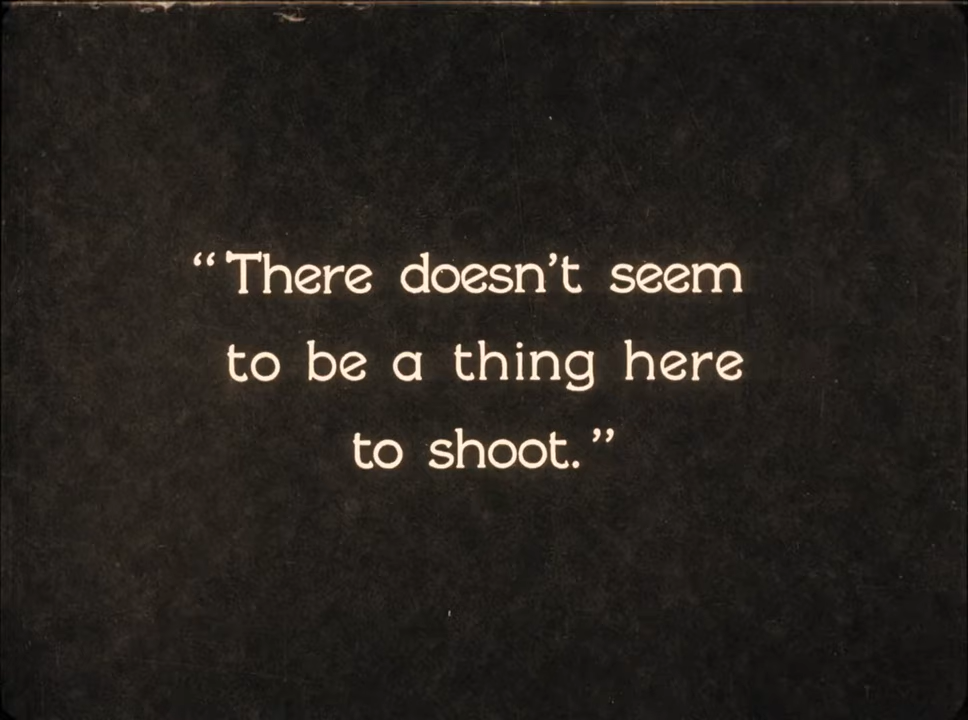 “There doesn’t seem
to be a thing here
to shoot.”